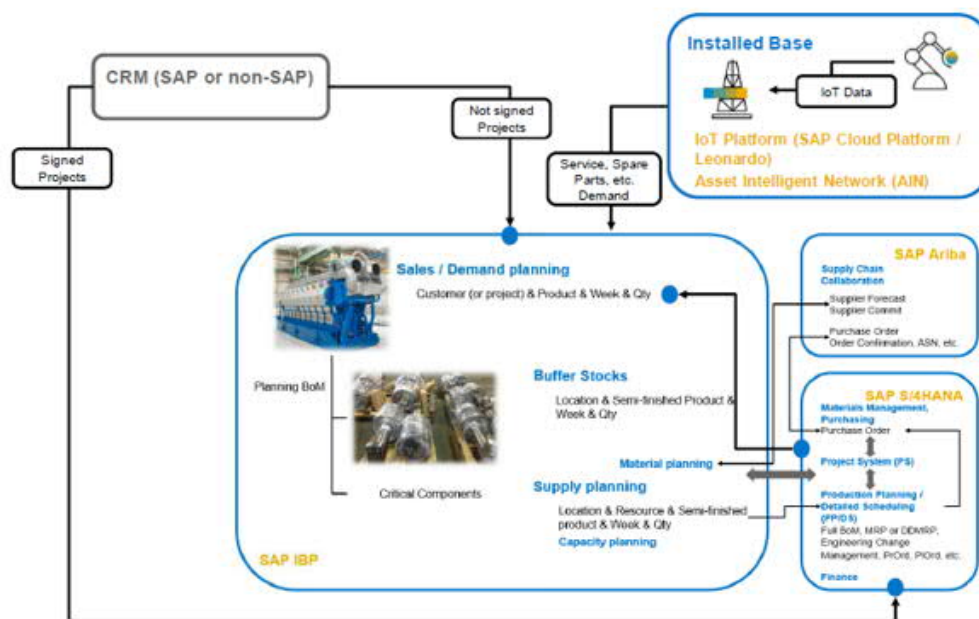 CRM (SAP or non-SAP)
Signed
Projects
Not signed
Projects
Service, Spare
Parts, etc.
Demand
Installed Base
IoT Data
IoT Platform (SAP Cloud Platform /
Leonardo)
Asset Intelligent Network (AIN)
Sales / Demand planning
Customer (or project) & Product & Week & Qty
Planning BoM
Buffer Stocks
Location & Semi-finished Product &
Week & Qty
Material planning
Critical Components
Supply planning
Location & Resource & Semi-finished
product & Week & Qty
Capacity planning
SAP IBP
SAP Ariba
Supply Chain
Collaboration
Supplier Forecast
Supplier Commit
Purchase Order
Order Confirmation, ASN, etc.
SAP S/4HANA
Materials Management,
Purchasing
Purchase Order
Project System (PS)
Production Planning /
Detailed Scheduling
(PP/DS)
Full BoM, MRP or DDMRP,
Engineering Change
Management, PrOrd, PlOrd, etc.
Finance